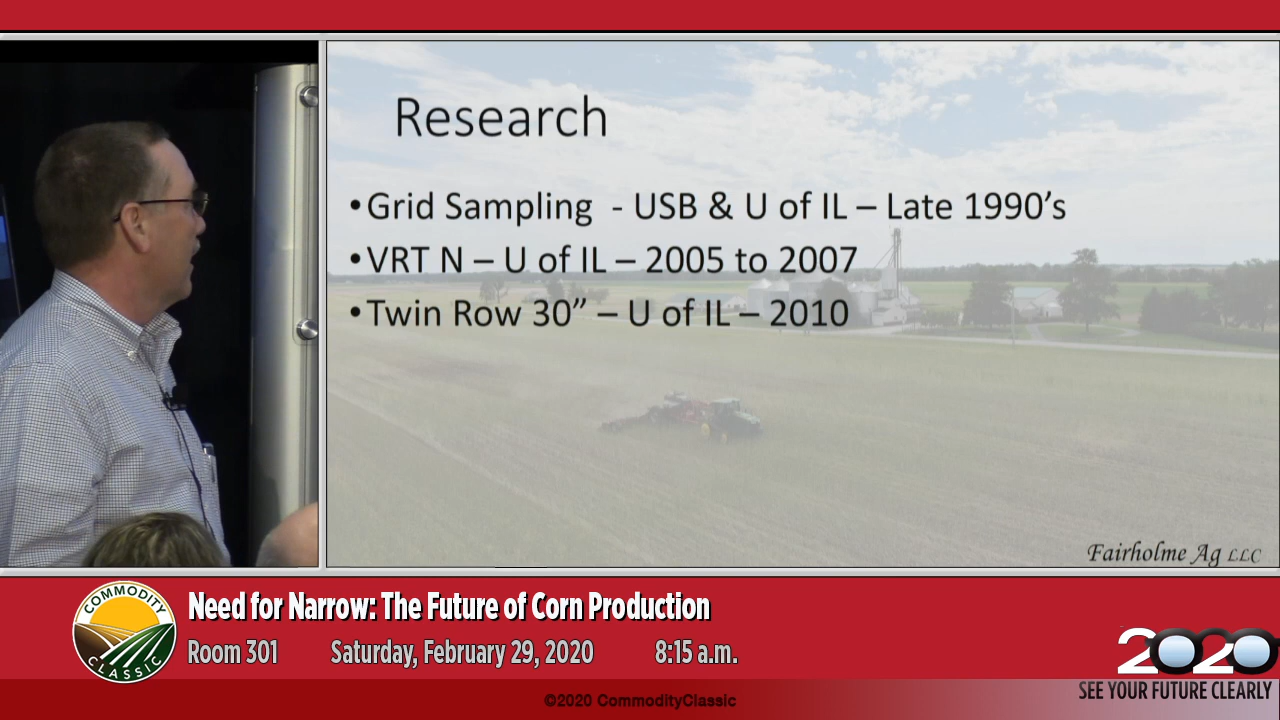 Research
•Grid Sampling - USB & U of IL – Late 1990's
•VRT N – U of IL – 2005 to 2007
•Twin Row 30” – U of IL – 2010
Fairholme Ag LLC
COMMODITY
CLASSIC
Need for Narrow: The Future of Corn Production
Room 301 Saturday, February 29, 2020 8:15 a.m.
2020
SEE YOUR FUTURE CLEARLY
©2020 CommodityClassic